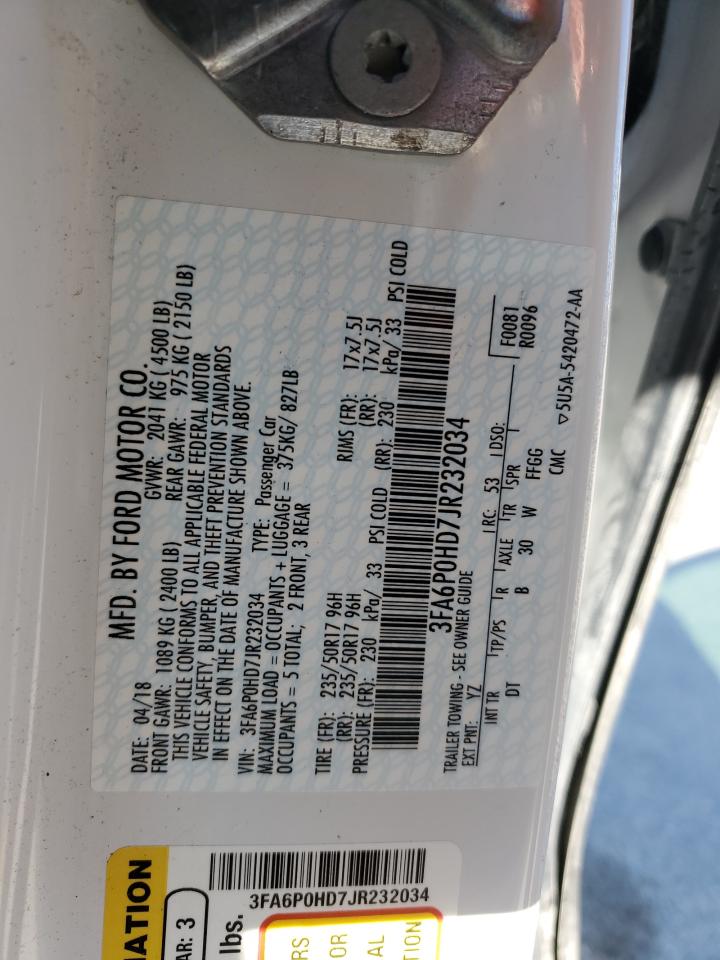 MFD. BY FORD MOTOR CO.
DATE: 04/18 GVWR: 2041 KG ( 4500 LB)
FRONT GAWR: 1089 KG ( 2400 LB) REAR GAWR: 975 KG ( 2150 LB)
THIS VEHICLE CONFORMS TO ALL APPLICABLE FEDERAL MOTOR
VEHICLE SAFETY, BUMPER, AND THEFT PREVENTION STANDARDS
IN EFFECT ON THE DATE OF MANUFACTURE SHOWN ABOVE.
VIN: 3FA6P0HD7JR232034 TYPE: Passenger Car
MAXIMUM LOAD = OCCUPANTS + LUGGAGE = 375KG/ 827LB
OCCUPANTS = 5 TOTAL, 2 FRONT, 3 REAR
TIRE (FR): 235/50R17 96H RIMS (FR): 17x7.5J
(RR): 235/50R17 96H (RR): 17x7.5J
PRESSURE (FR): 230 kPa/ 33 PSI COLD (RR): 230 kPa/ 33 PSI COLD
3FA6P0HD7JR232034
TRAILER TOWING - SEE OWNER GUIDE
F0081
EXT PNT: YZ RC: 53 DSO: R0096
INT TR TP/PS R AXLE TR SPR
DT B 30 W FFGG
CMC
▽5U5A-5420472-AA
MATION
AR: 3
lbs.
3FA6P0HD7JR232034
RS
OR
AL
TION